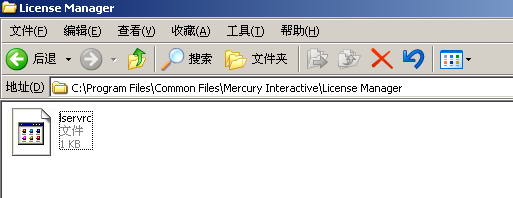 License Manager
文件(F) 编辑(E) 查看(V) 收藏(A) 工具(T) 帮助(H)
后退 搜索 文件夹
地址(D) C:\Program Files\Common Files\Mercury Interactive\License Manager
lservrc
文件
1 KB